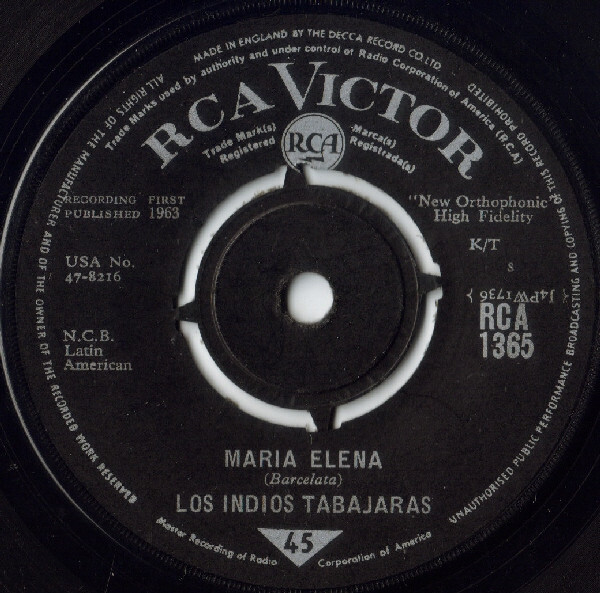 MADE IN ENGLAND BY THE DECCA RECORD CO. LTD.
Trade Marks used by authority and under control of Radio Corporation of America (R.C.A.)
ALL RIGHTS OF THE MANUFACTURER AND OF THE OWNER OF THE RECORDED WORK RESERVED
UNAUTHORISED PUBLIC PERFORMANCE BROADCASTING AND COPYING OF THIS RECORD PROHIBITED
RCA VICTOR
Trade Mark(s)
Registered
RCA
Marca(s)
Registrada(s)
RECORDING FIRST
PUBLISHED 1963
"New Orthophonic"
High Fidelity
K/T
USA No.
47-8216
8
{ J4PW1736 }
RCA
1365
N.C.B.
Latin
American
MARIA ELENA
(Barcelata)
LOS INDIOS TABAJARAS
45
Master Recording of Radio Corporation of America